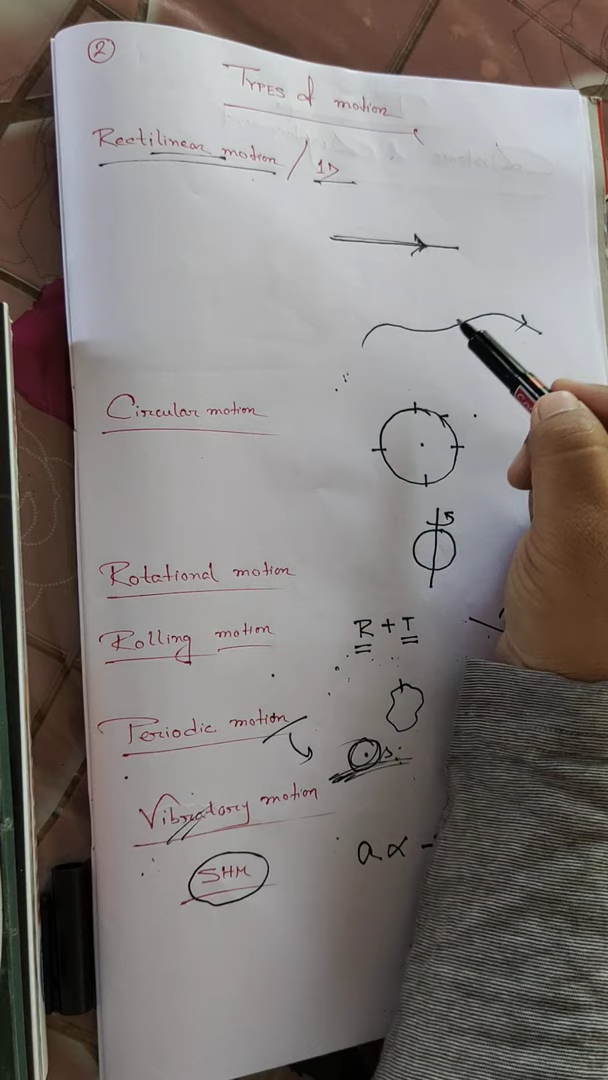 2
TYPES of motion
Rectilinear motion / 1D
Circular motion
Rotational motion
Rolling motion
R + T
Periodic motion
Vibratory motion
SHM
a ∝ -